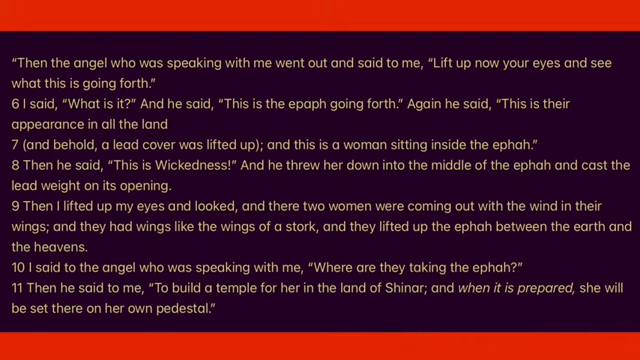 “Then the angel who was speaking with me went out and said to me, “Lift up now your eyes and see
what this is going forth.”
6 I said, “What is it?” And he said, “This is the epaph going forth.” Again he said, “This is their
appearance in all the land
7 (and behold, a lead cover was lifted up); and this is a woman sitting inside the ephah.”
8 Then he said, “This is Wickedness!” And he threw her down into the middle of the ephah and cast the
lead weight on its opening.
9 Then I lifted up my eyes and looked, and there two women were coming out with the wind in their
wings; and they had wings like the wings of a stork, and they lifted up the ephah between the earth and
the heavens.
10 I said to the angel who was speaking with me, “Where are they taking the ephah?”
11 Then he said to me, “To build a temple for her in the land of Shinar; and when it is prepared, she will
be set there on her own pedestal.”